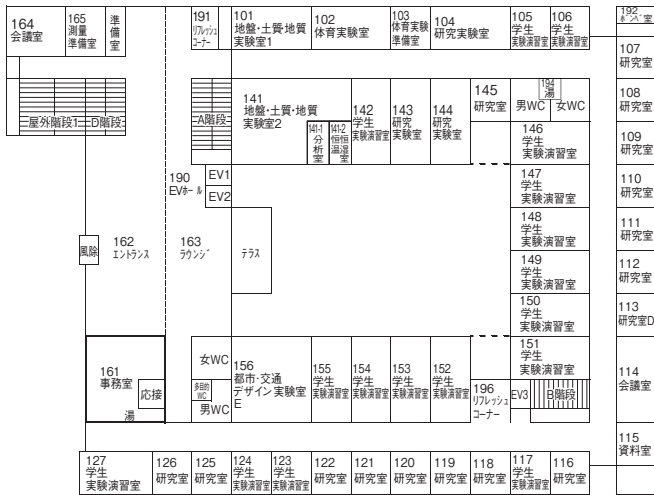 164
会議室
165
測量
準備室
準
備
室
191
ﾘﾌﾚｯｼｭ
ｺｰﾅｰ
101
地盤･土質･地質
実験室1
102
体育実験室
103
体育実験
準備室
104
研究実験室
105
学生
実験演習室
106
学生
実験演習室
192
ﾎﾞﾝﾍﾞ室
107
研究室
108
研究室
109
研究室
110
研究室
111
研究室
112
研究室
113
研究室D
114
会議室
115
資料室
屋外階段1
D階段
A階段
141
地盤･土質･地質
実験室2
141-1
分
析
室
141-2
恒恒
温湿
室
142
学生
実験演習室
143
研究
実験室
144
研究
実験室
145
研究室
194
湯
男WC
女WC
146
学生
実験演習室
147
学生
実験演習室
148
学生
実験演習室
149
学生
実験演習室
150
学生
実験演習室
151
学生
実験演習室
190
EVﾎｰﾙ
EV1
EV2
風除
162
ｴﾝﾄﾗﾝｽ
163
ﾗｳﾝｼﾞ
ﾃﾗｽ
161
事務室
応接
湯
女WC
多目的
WC
男WC
156
都市･交通
デザイン実験室
E
155
学生
実験演習室
154
学生
実験演習室
153
学生
実験演習室
152
学生
実験演習室
196
ﾘﾌﾚｯｼｭ
ｺｰﾅｰ
EV3
B階段
127
学生
実験演習室
126
研究室
125
研究室
124
学生
実験演習室
123
学生
実験演習室
122
研究室
121
研究室
120
研究室
119
研究室
118
研究室
117
学生
実験演習室
116
研究室